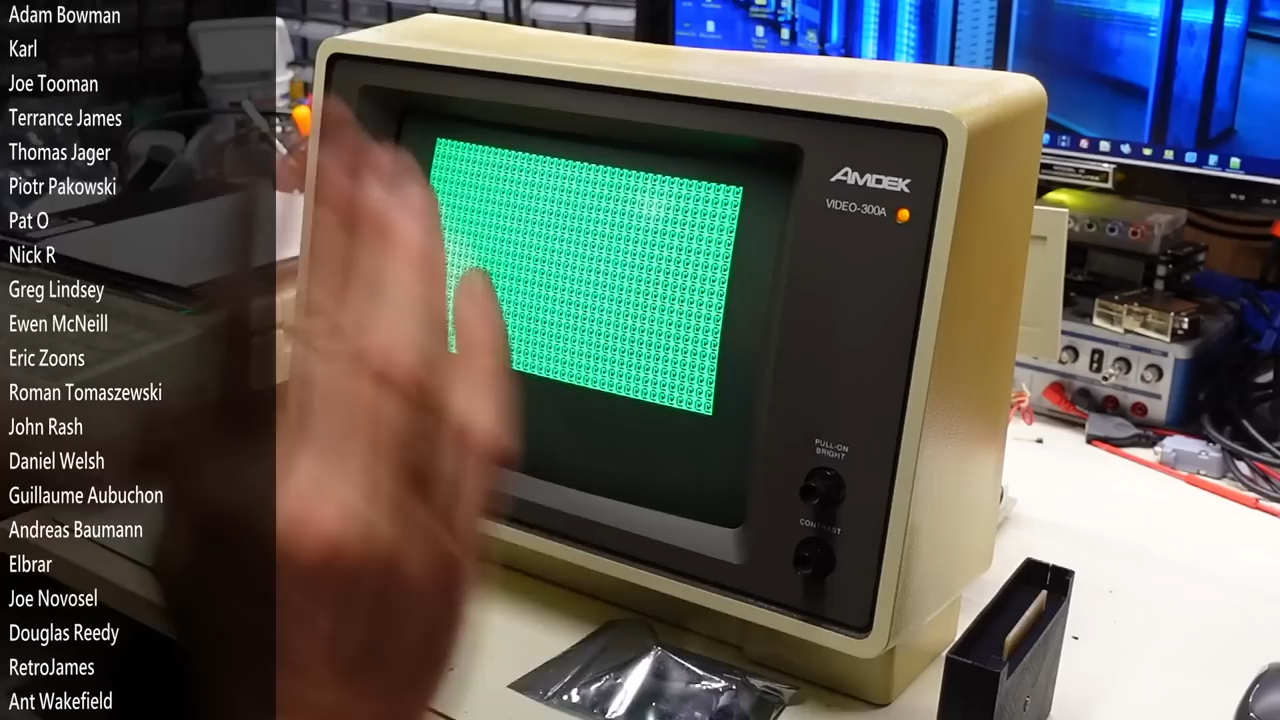 Adam Bowman
Karl
Joe Tooman
Terrance James
Thomas Jager
Piotr Pakowski
Pat O
Nick R
Greg Lindsey
Ewen McNeill
Eric Zoons
Roman Tomaszewski
John Rash
Daniel Welsh
Guillaume Aubuchon
Andreas Baumann
Elbrar
Joe Novosel
Douglas Reedy
RetroJames
Ant Wakefield
AMDEK
VIDEO-300A
PULL-ON
BRIGHT
CONTRAST